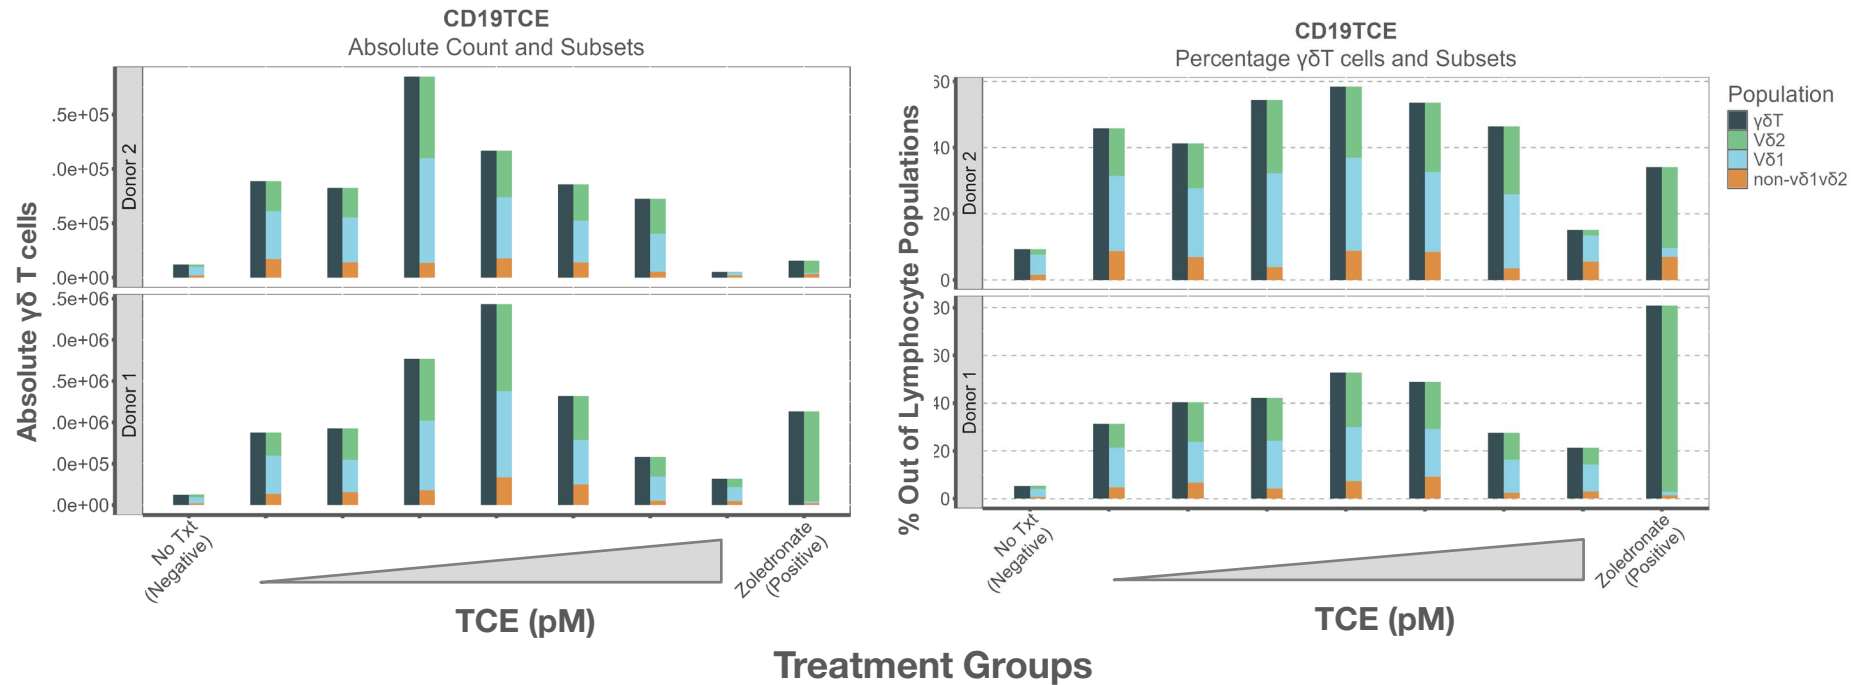 CD19TCE
Absolute Count and Subsets
Absolute γδ T cells
Donor 2
.5e+05
.0e+05
.5e+05
.0e+00
Donor 1
.5e+06
.0e+06
.5e+06
.0e+06
.0e+05
.0e+00
No Txt
(Negative)
Zoledronate
(Positive)
TCE (pM)
CD19TCE
Percentage γδT cells and Subsets
% Out of Lymphocyte Populations
Donor 2
60
40
20
0
Donor 1
80
60
40
20
0
No Txt
(Negative)
Zoledronate
(Positive)
TCE (pM)
Population
γδT
Vδ2
Vδ1
non-vδ1vδ2
Treatment Groups